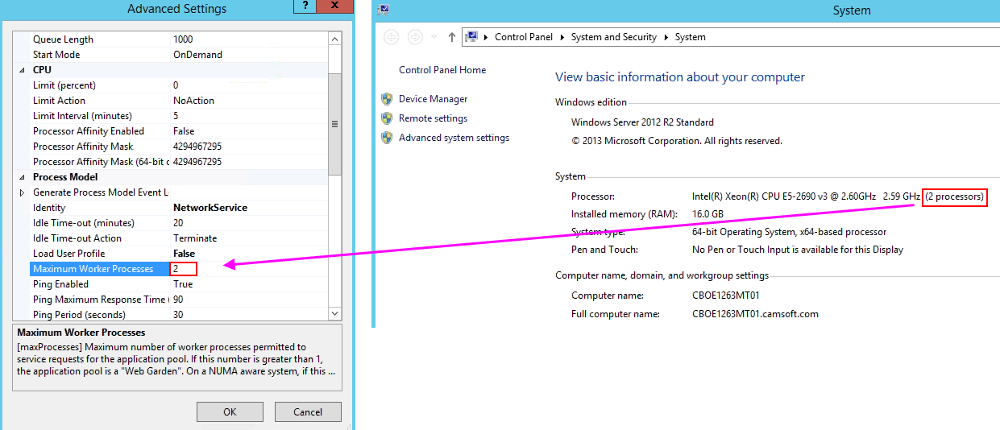 Advanced Settings
?
x
Queue Length 1000
Start Mode OnDemand
CPU
Limit (percent) 0
Limit Action NoAction
Limit Interval (minutes) 5
Processor Affinity Enabled False
Processor Affinity Mask 4294967295
Processor Affinity Mask (64-bit c 4294967295
Process Model
Generate Process Model Event L
Identity NetworkService
Idle Time-out (minutes) 20
Idle Time-out Action Terminate
Load User Profile False
Maximum Worker Processes 2
Ping Enabled True
Ping Maximum Response Time ( 90
Ping Period (seconds) 30
Maximum Worker Processes
[maxProcesses] Maximum number of worker processes permitted to
service requests for the application pool. If this number is greater than 1,
the application pool is a "Web Garden". On a NUMA aware system, if this ...
OK
Cancel
System
Control Panel
System and Security
System
Control Panel Home
Device Manager
Remote settings
Advanced system settings
View basic information about your computer
Windows edition
Windows Server 2012 R2 Standard
© 2013 Microsoft Corporation. All rights reserved.
System
Processor: Intel(R) Xeon(R) CPU E5-2690 v3 @ 2.60GHz 2.59 GHz (2 processors)
Installed memory (RAM): 16.0 GB
System type: 64-bit Operating System, x64-based processor
Pen and Touch: No Pen or Touch Input is available for this Display
Computer name, domain, and workgroup settings
Computer name: CBOE1263MT01
Full computer name: CBOE1263MT01.camsoft.com